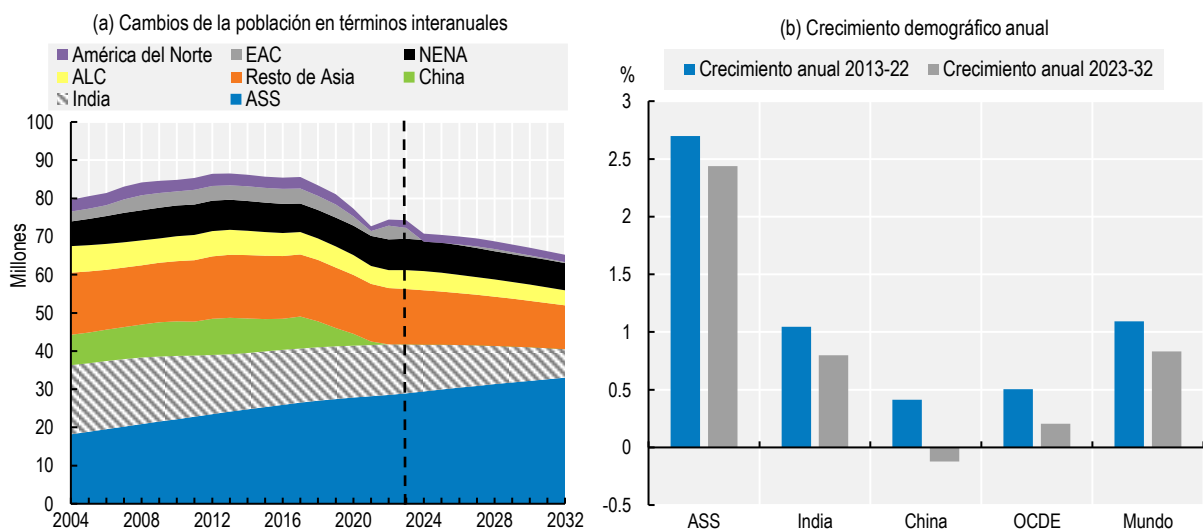 (a) Cambios de la población en términos interanuales
América del Norte EAC NENA
ALC Resto de Asia China
India ASS
Millones
100
90
80
70
60
50
40
30
20
10
0
2004 2008 2012 2016 2020 2024 2028 2032
(b) Crecimiento demográfico anual
Crecimiento anual 2013-22 Crecimiento anual 2023-32
%
3
2.5
2
1.5
1
0.5
0
-0.5
ASS India China OCDE Mundo